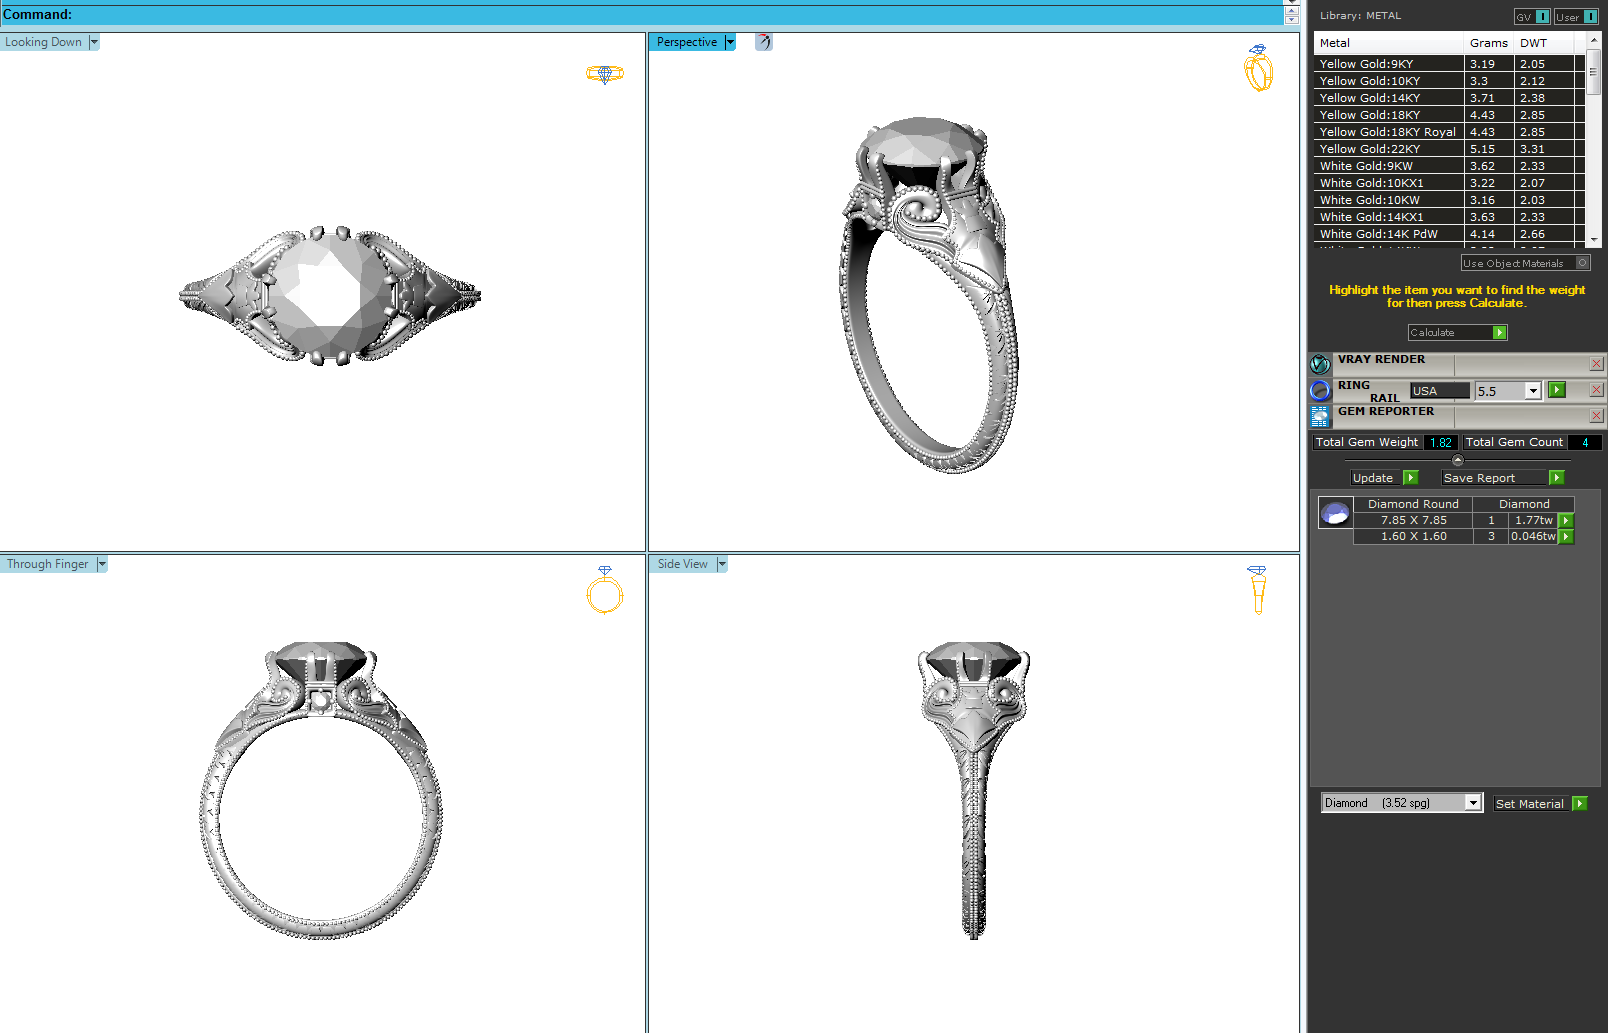 Command:
Looking Down
Perspective
Through Finger
Side View
Library: METAL
GV I
User I
Metal Grams DWT
Yellow Gold:9KY 3.19 2.05
Yellow Gold:10KY 3.3 2.12
Yellow Gold:14KY 3.71 2.38
Yellow Gold:18KY 4.43 2.85
Yellow Gold:18KY Royal 4.43 2.85
Yellow Gold:22KY 5.15 3.31
White Gold:9KW 3.62 2.33
White Gold:10KX1 3.22 2.07
White Gold:10KW 3.16 2.03
White Gold:14KX1 3.63 2.33
White Gold:14K PdW 4.14 2.66
Use Object Materials
Highlight the item you want to find the weight
for then press Calculate.
Calculate
VRAY RENDER
RING RAIL USA 5.5
GEM REPORTER
Total Gem Weight 1.82 Total Gem Count 4
Update Save Report
Diamond Round Diamond
7.85 X 7.85 1 1.77tw
1.60 X 1.60 3 0.046tw
Diamond (3.52 spg) Set Material